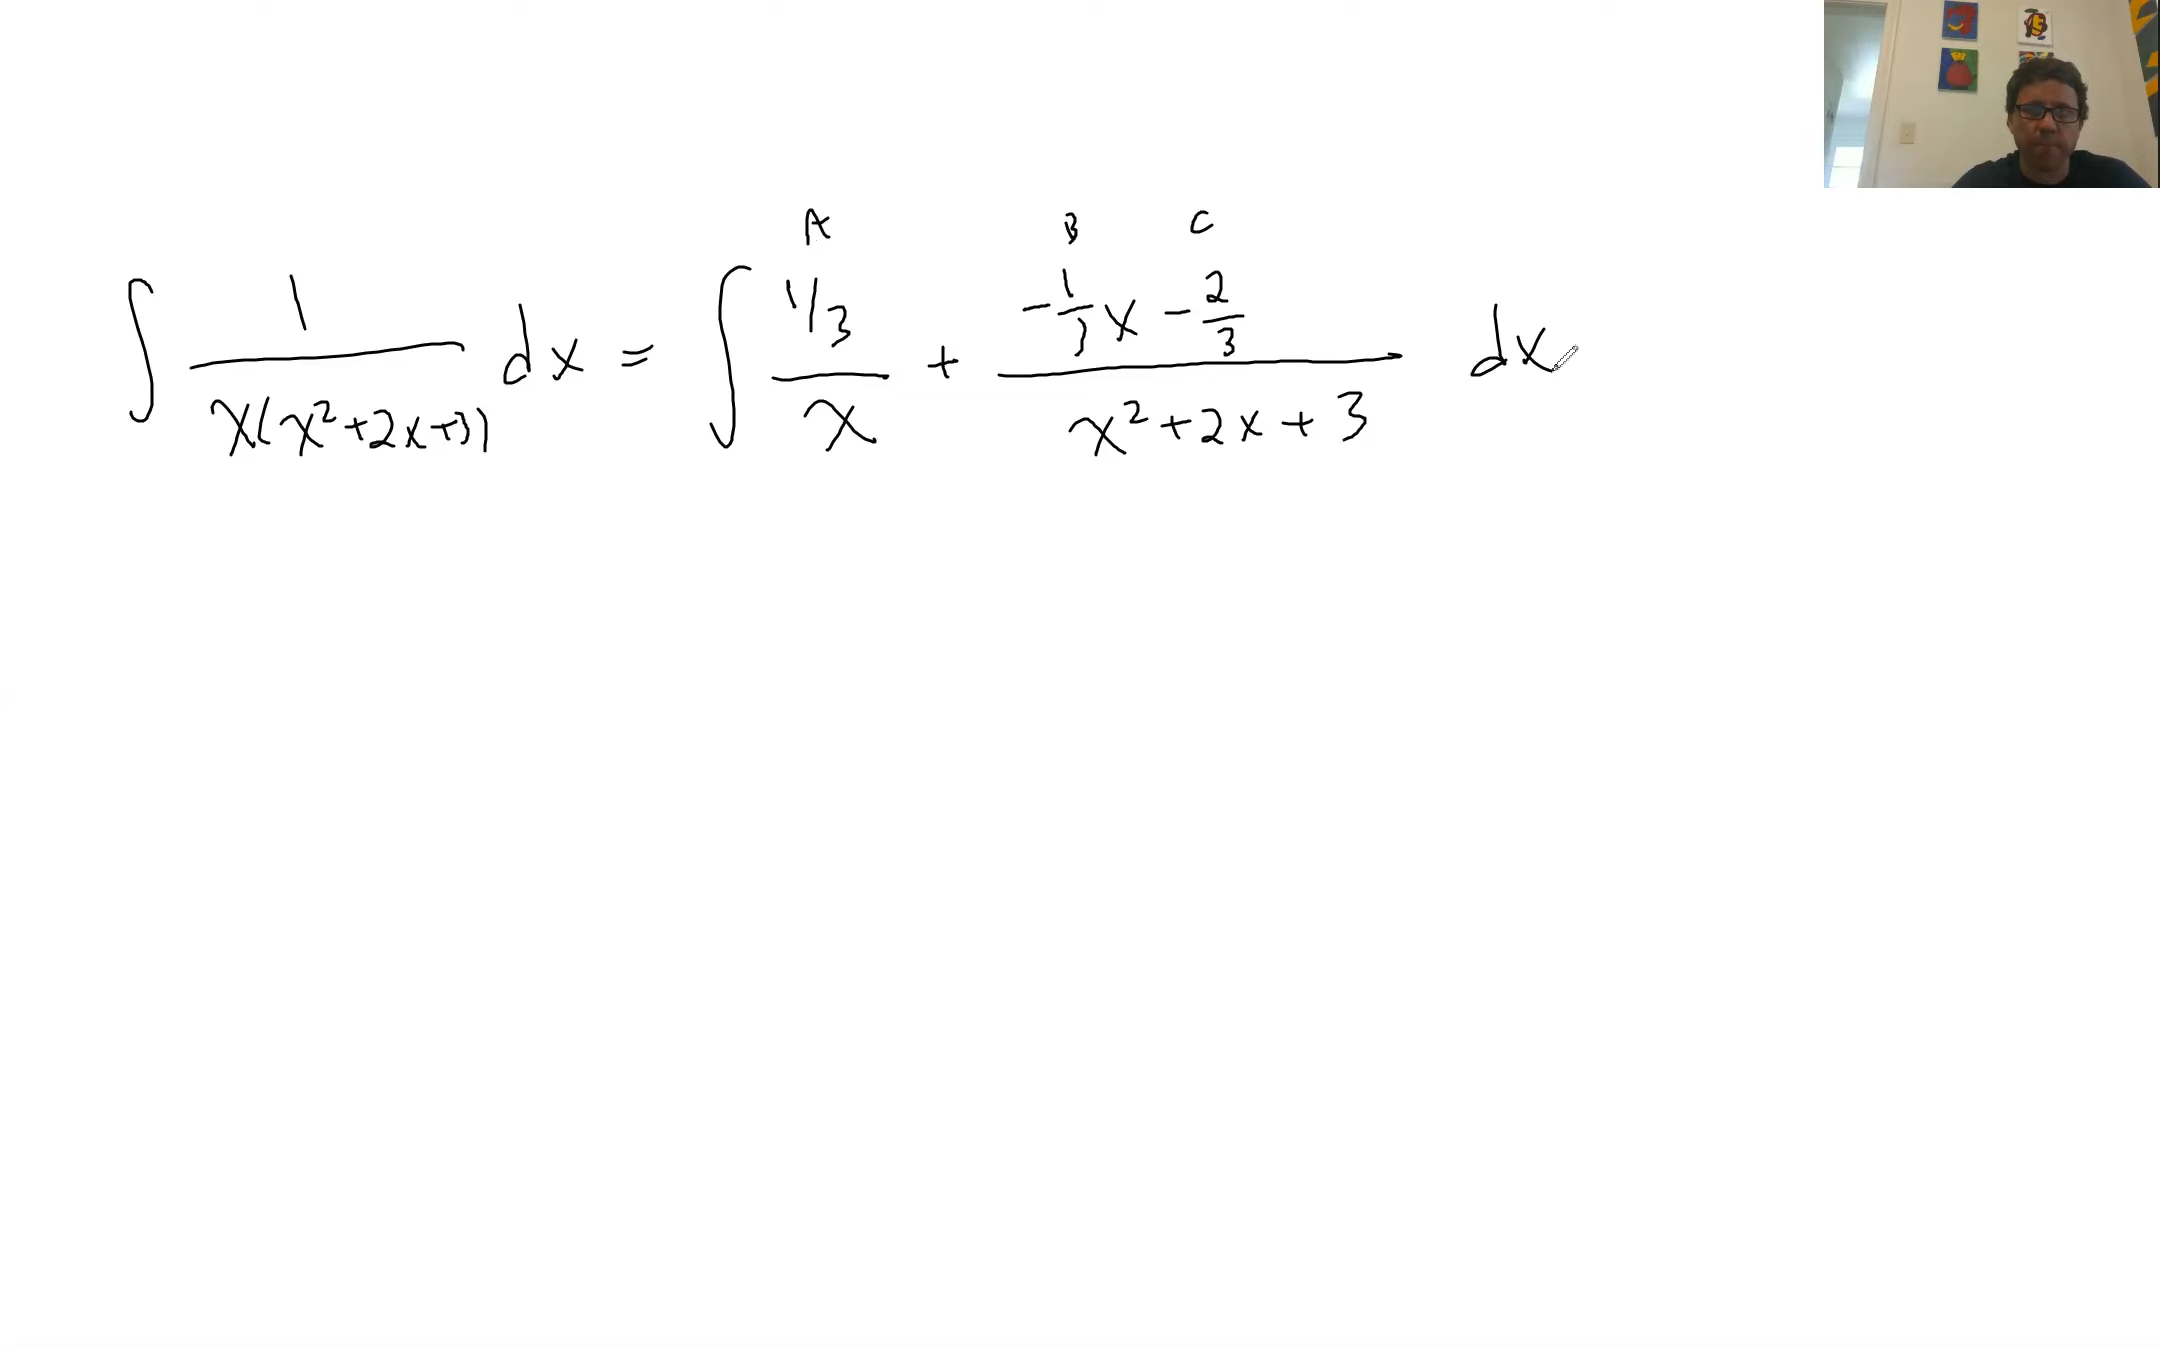 A B C
∫ 1/(x(x²+2x+3)) dx = ∫ (1/3)/x + (-1/3 x - 2/3)/(x²+2x+3) dx